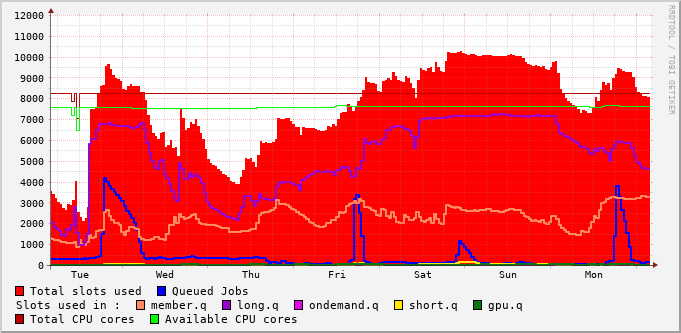 12000
11000
10000
9000
8000
7000
6000
5000
4000
3000
2000
1000
0
Tue Wed Thu Fri Sat Sun Mon
RRDTOOL / TOBI OETIKER
Total slots used Queued Jobs
Slots used in : member.q long.q ondemand.q short.q gpu.q
Total CPU cores Available CPU cores